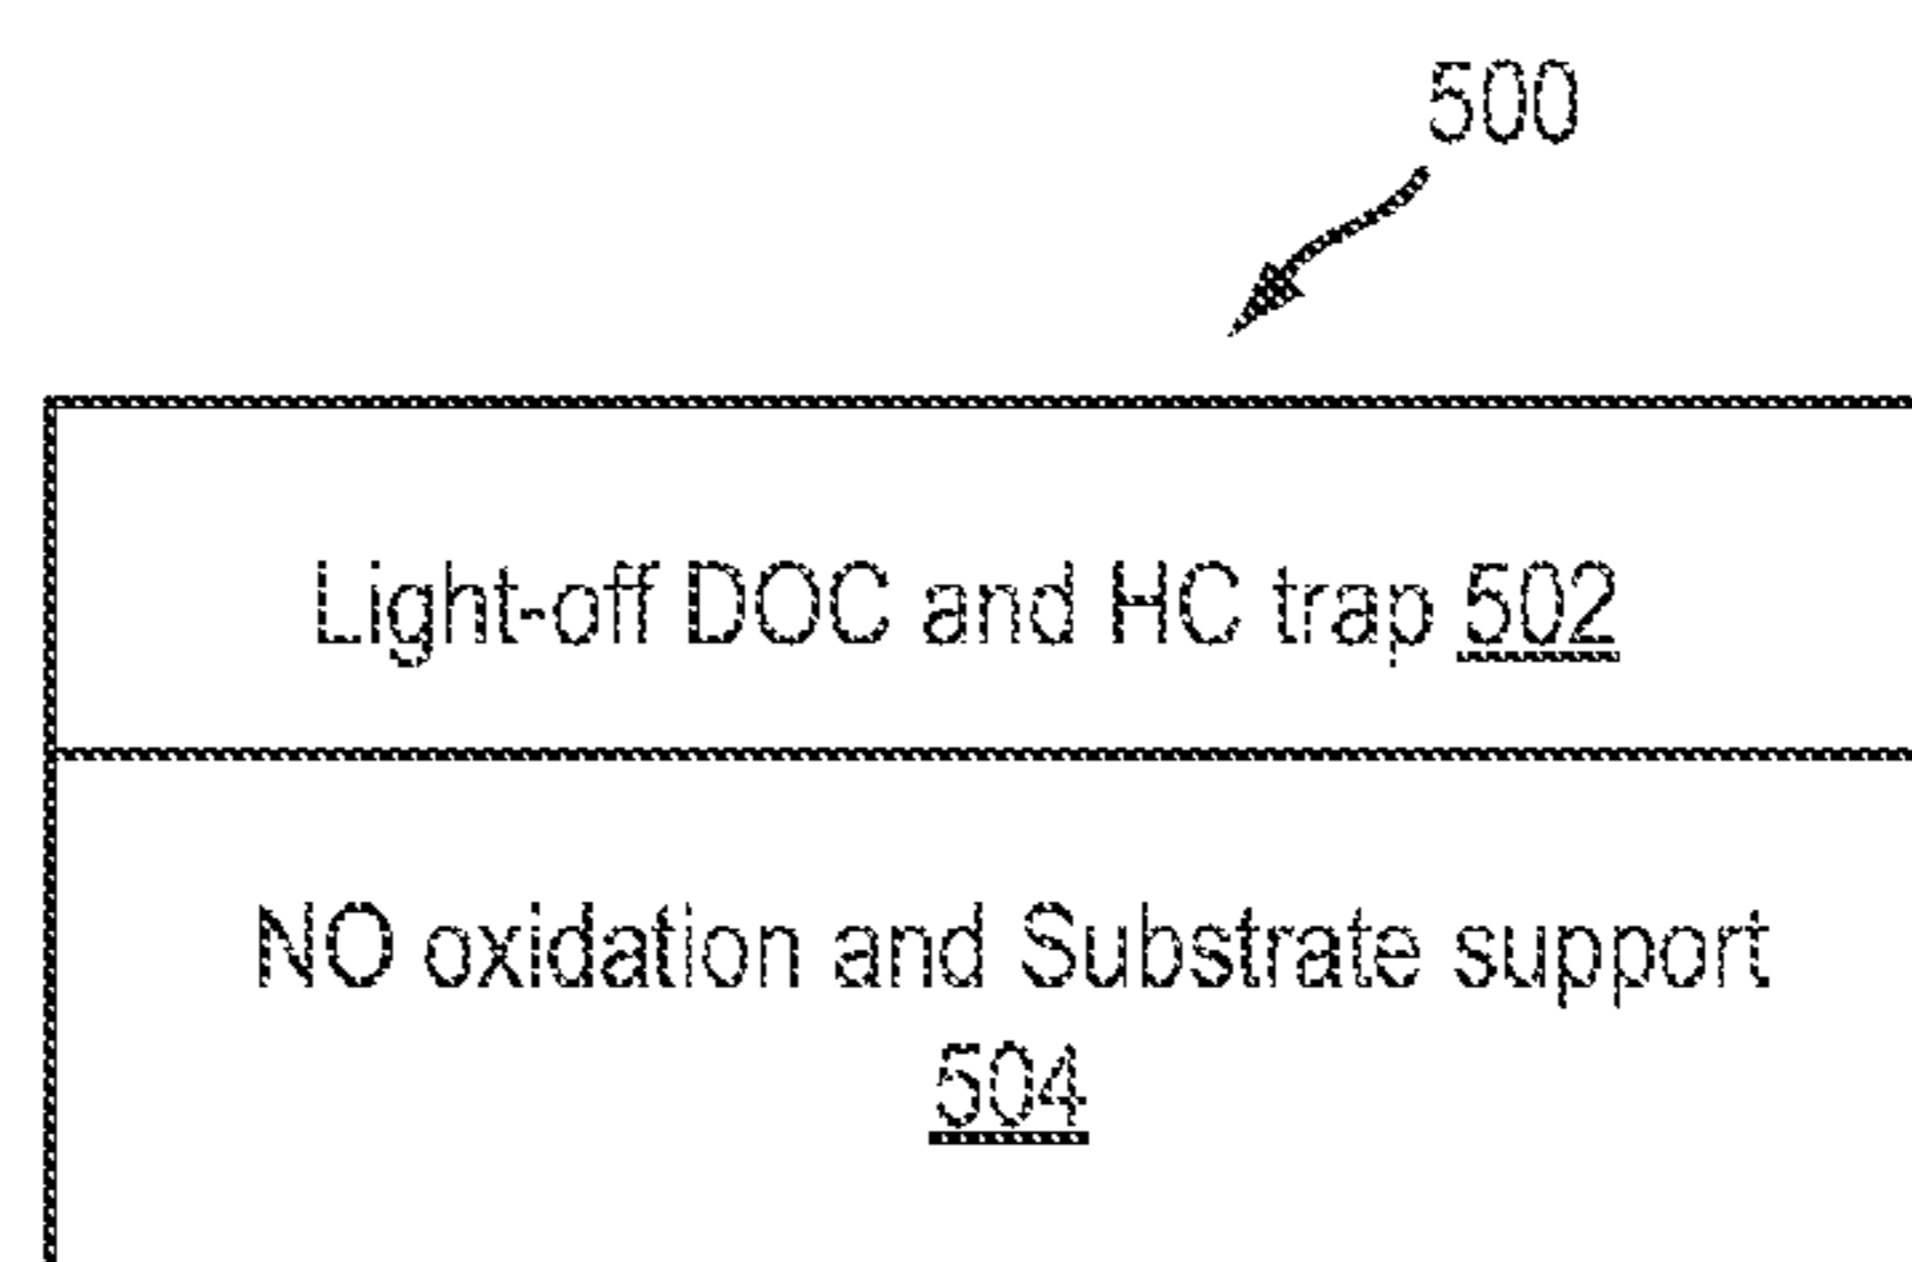 500
Light-off DOC and HC trap 502
NO oxidation and Substrate support
504